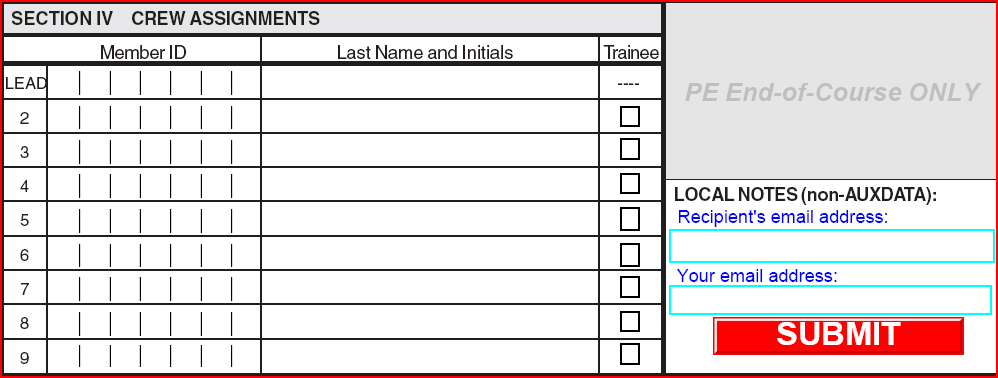 SECTION IV CREW ASSIGNMENTS
Member ID Last Name and Initials Trainee
LEAD ----
2
3
4
5
6
7
8
9
PE End-of-Course ONLY
LOCAL NOTES (non-AUXDATA):
Recipient's email address:
Your email address:
SUBMIT